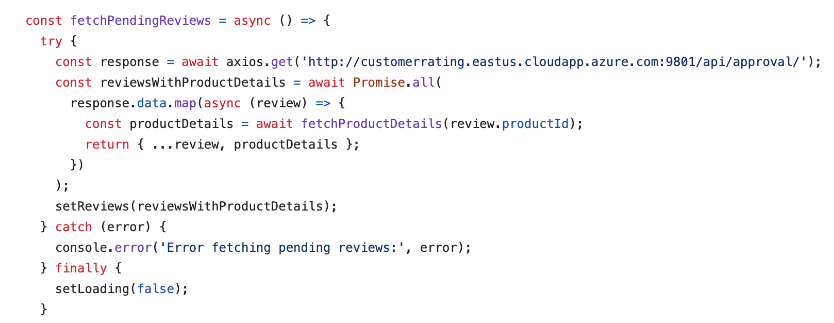 const fetchPendingReviews = async () => {
try {
const response = await axios.get('http://customerrating.eastus.cloudapp.azure.com:9801/api/approval/');
const reviewsWithProductDetails = await Promise.all(
response.data.map(async (review) => {
const productDetails = await fetchProductDetails(review.productId);
return { ...review, productDetails };
})
);
setReviews(reviewsWithProductDetails);
} catch (error) {
console.error('Error fetching pending reviews:', error);
} finally {
setLoading(false);
}